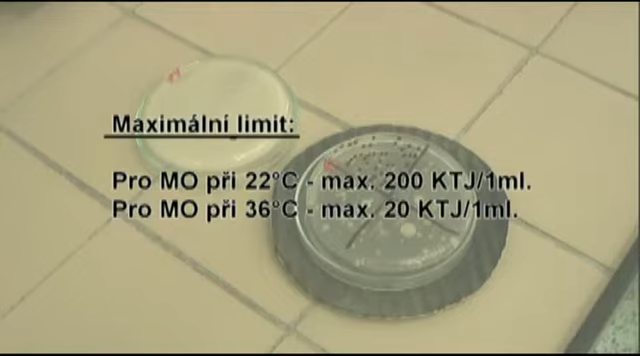 Maximální limit:
Pro MO při 22°C - max. 200 KTJ/1ml.
Pro MO při 36°C - max. 20 KTJ/1ml.